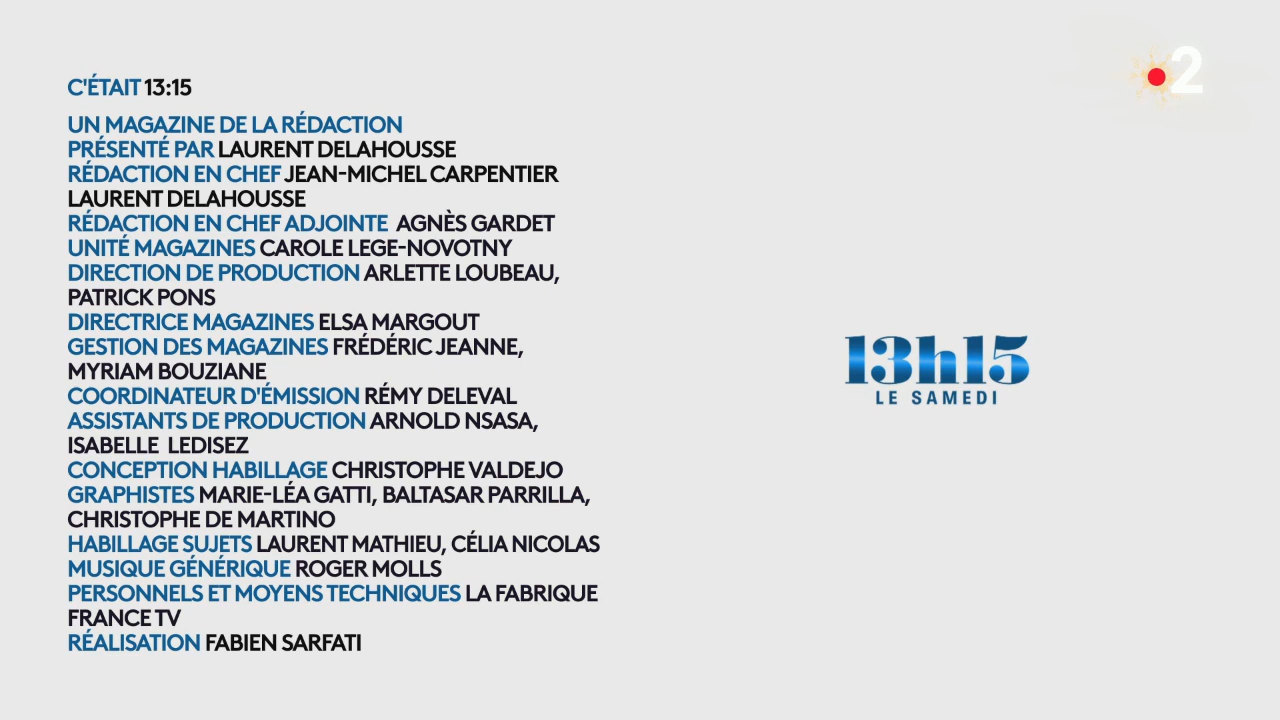 C'ÉTAIT 13:15
UN MAGAZINE DE LA RÉDACTION
PRÉSENTÉ PAR LAURENT DELAHOUSSE
RÉDACTION EN CHEF JEAN-MICHEL CARPENTIER
LAURENT DELAHOUSSE
RÉDACTION EN CHEF ADJOINTE  AGNÈS GARDET
UNITÉ MAGAZINES CAROLE LEGE-NOVOTNY
DIRECTION DE PRODUCTION ARLETTE LOUBEAU,
PATRICK PONS
DIRECTRICE MAGAZINES ELSA MARGOUT
GESTION DES MAGAZINES FRÉDÉRIC JEANNE,
MYRIAM BOUZIANE
COORDINATEUR D'ÉMISSION RÉMY DELEVAL
ASSISTANTS DE PRODUCTION ARNOLD NSASA,
ISABELLE  LEDISEZ
CONCEPTION HABILLAGE CHRISTOPHE VALDEJO
GRAPHISTES MARIE-LÉA GATTI, BALTASAR PARRILLA,
CHRISTOPHE DE MARTINO
HABILLAGE SUJETS LAURENT MATHIEU, CÉLIA NICOLAS
MUSIQUE GÉNÉRIQUE ROGER MOLLS
PERSONNELS ET MOYENS TECHNIQUES LA FABRIQUE
FRANCE TV
RÉALISATION FABIEN SARFATI
13h15
LE SAMEDI
2